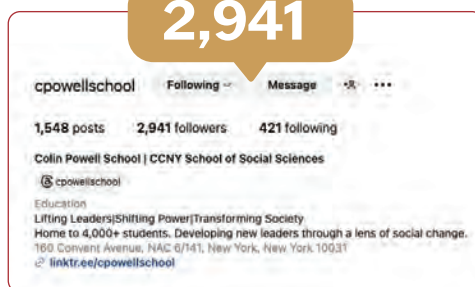 2,941
cpowellschool Following Message
1,548 posts 2,941 followers 421 following
Colin Powell School | CCNY School of Social Sciences
cpowellschool
Education
Lifting Leaders|Shifting Power|Transforming Society
Home to 4,000+ students. Developing new leaders through a lens of social change.
160 Convent Avenue, NAC 6/141, New York, New York 10031
linktr.ee/cpowellschool